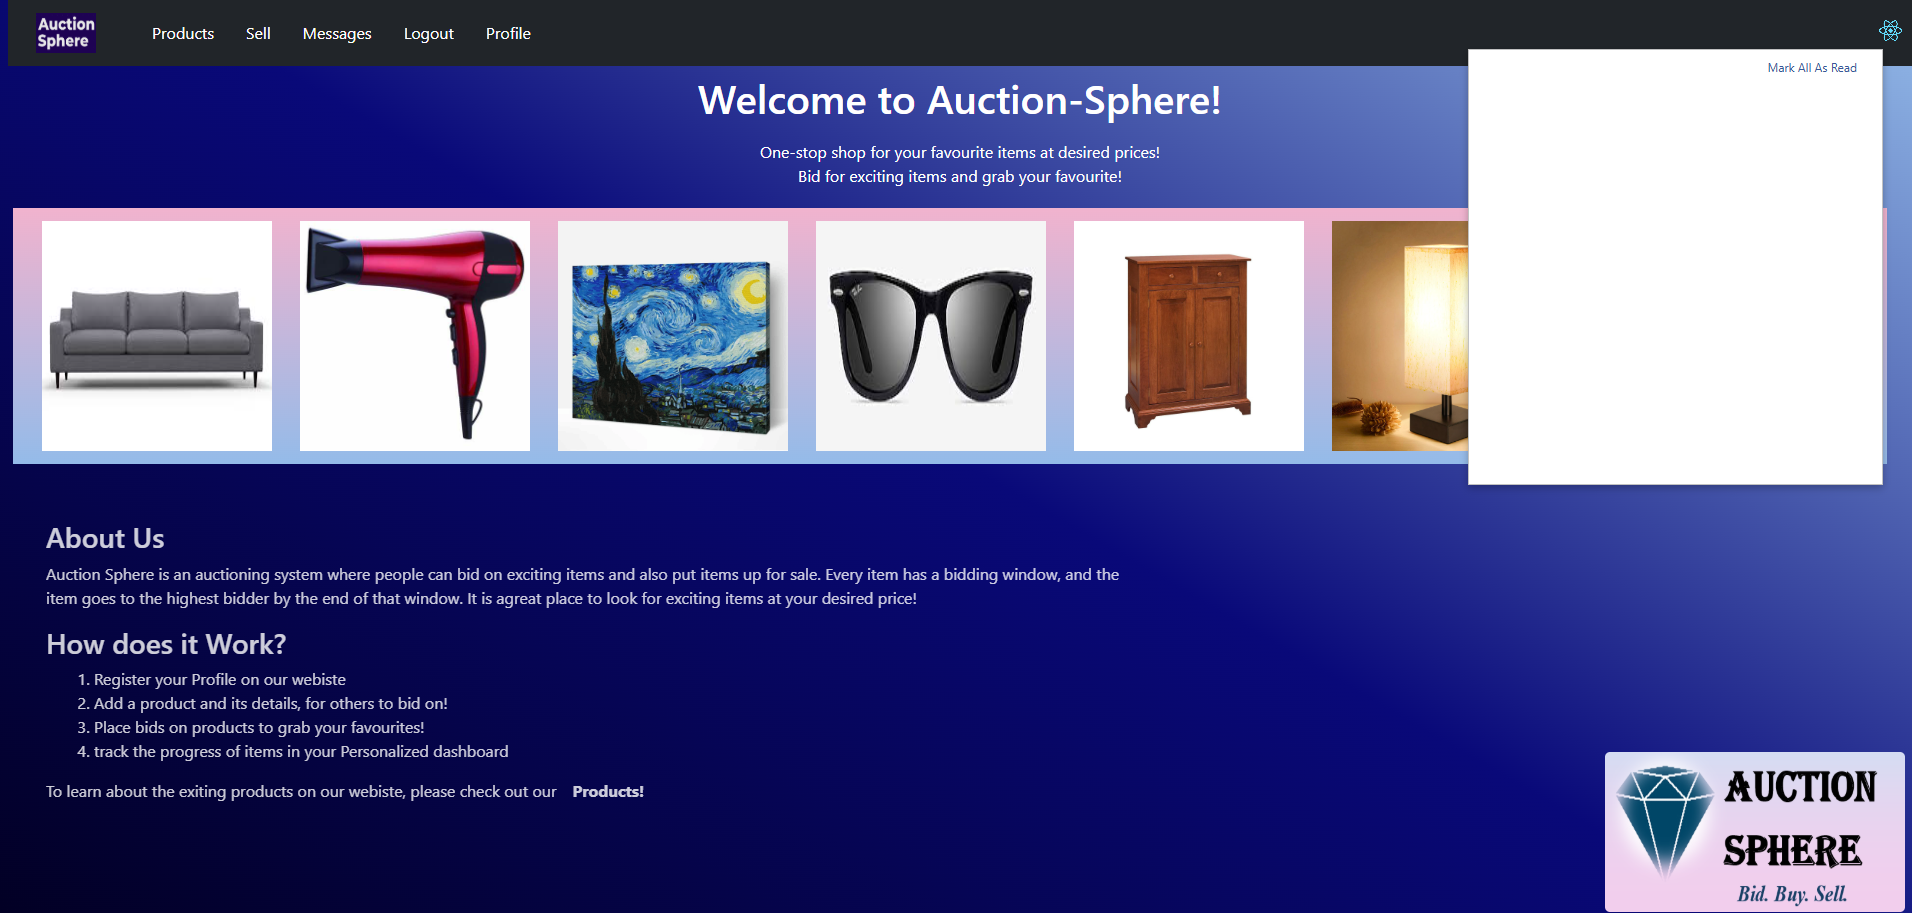 Auction
Sphere
Products
Sell
Messages
Logout
Profile
Mark All As Read
Welcome to Auction-Sphere!
One-stop shop for your favourite items at desired prices!
Bid for exciting items and grab your favourite!
About Us
Auction Sphere is an auctioning system where people can bid on exciting items and also put items up for sale. Every item has a bidding window, and the
item goes to the highest bidder by the end of that window. It is agreat place to look for exciting items at your desired price!
How does it Work?
1. Register your Profile on our webiste
2. Add a product and its details, for others to bid on!
3. Place bids on products to grab your favourites!
4. track the progress of items in your Personalized dashboard
To learn about the exiting products on our webiste, please check out our Products!
AUCTION
SPHERE
Bid. Buy. Sell.